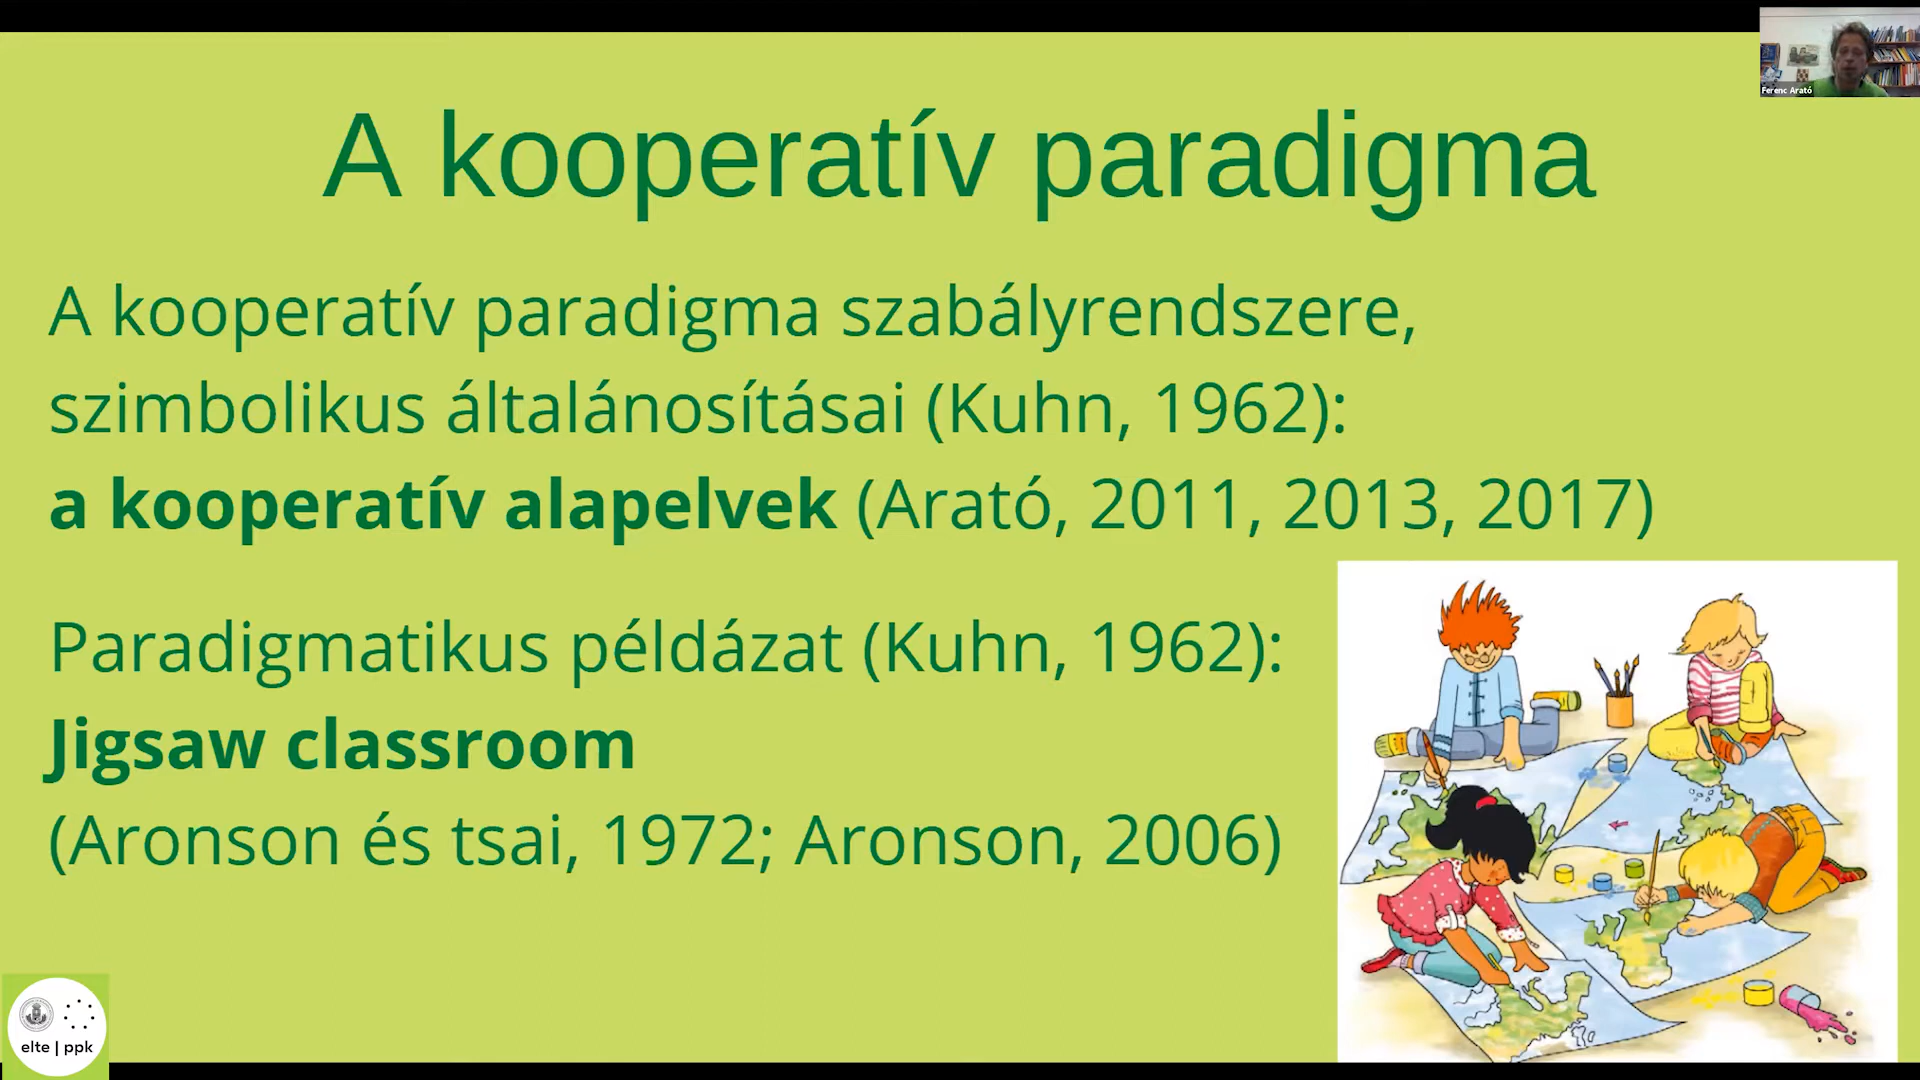 Ferenc Arató
A kooperatív paradigma
A kooperatív paradigma szabályrendszere,
szimbolikus általánosításai (Kuhn, 1962):
a kooperatív alapelvek (Arató, 2011, 2013, 2017)
Paradigmatikus példázat (Kuhn, 1962):
Jigsaw classroom
(Aronson és tsai, 1972; Aronson, 2006)
elte | ppk